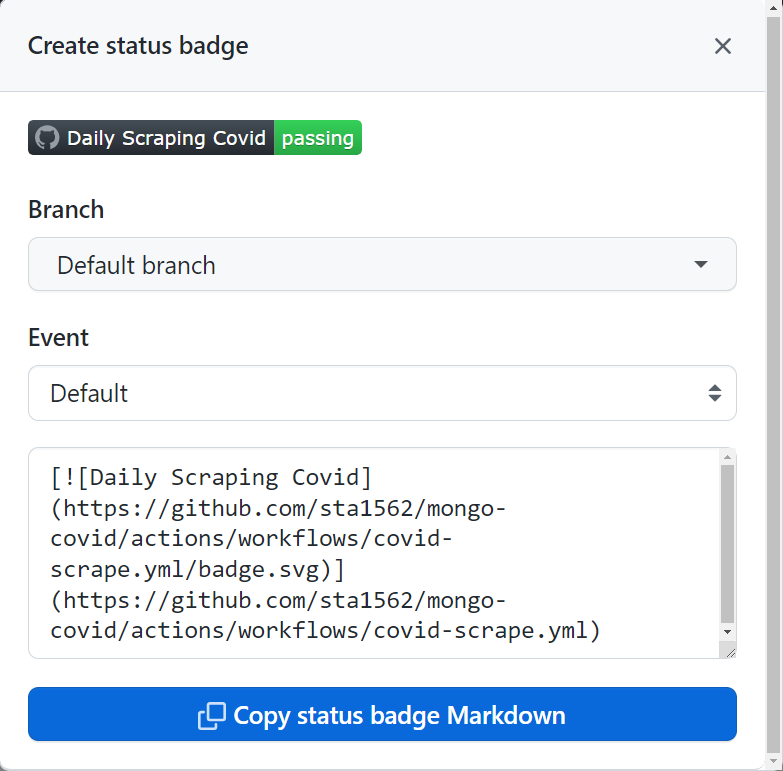 Create status badge
Daily Scraping Covid passing
Branch
Default branch
Event
Default
[![Daily Scraping Covid]
(https://github.com/sta1562/mongo-
covid/actions/workflows/covid-
scrape.yml/badge.svg)]
(https://github.com/sta1562/mongo-
covid/actions/workflows/covid-scrape.yml)
Copy status badge Markdown